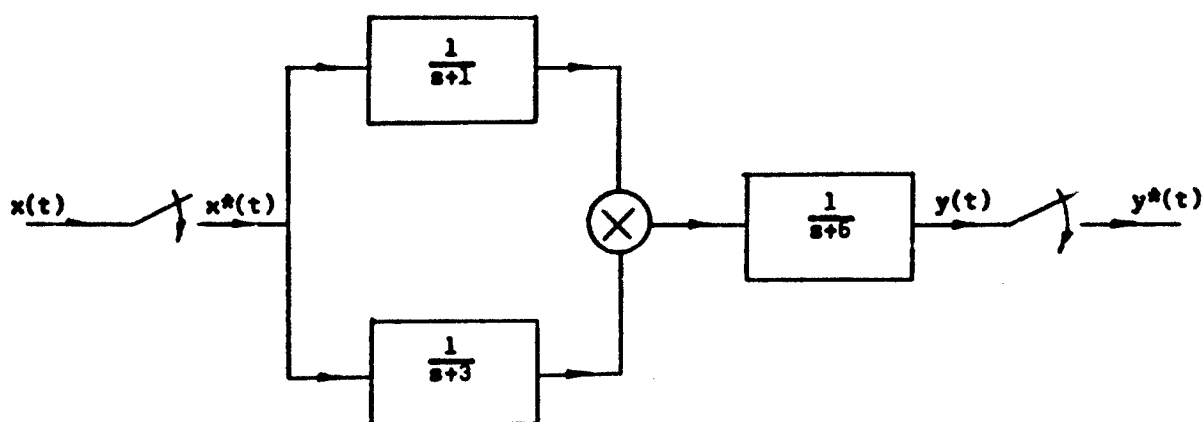 1
s+1
x(t)
x*(t)
1
s+6
y(t)
y*(t)
1
s+3